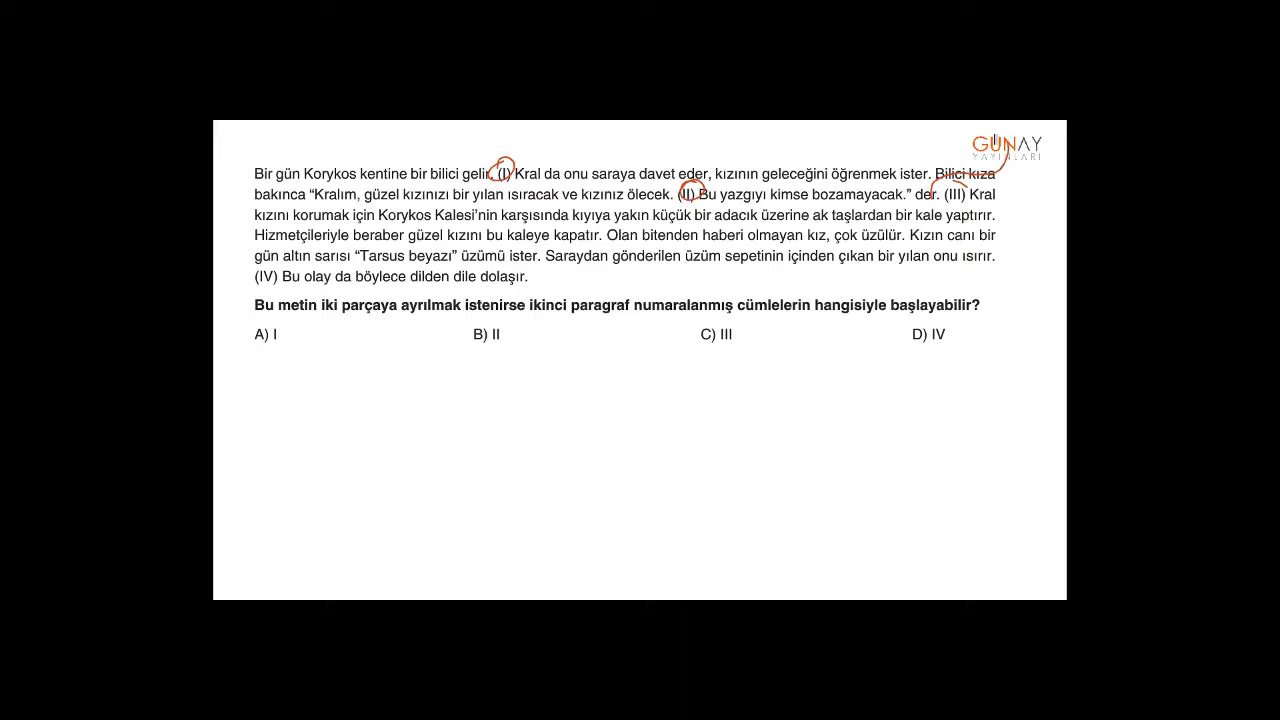 GÜNAY
YAYINLARI
Bir gün Korykos kentine bir bilici gelir. (I) Kral da onu saraya davet eder, kızının geleceğini öğrenmek ister. Bilici kıza
bakınca “Kralım, güzel kızınızı bir yılan ısıracak ve kızınız ölecek. (II) Bu yazgıyı kimse bozamayacak.” der. (III) Kral
kızını korumak için Korykos Kalesi’nin karşısında kıyıya yakın küçük bir adacık üzerine ak taşlardan bir kale yaptırır.
Hizmetçileriyle beraber güzel kızını bu kaleye kapatır. Olan bitenden haberi olmayan kız, çok üzülür. Kızın canı bir
gün altın sarısı “Tarsus beyazı” üzümü ister. Saraydan gönderilen üzüm sepetinin içinden çıkan bir yılan onu ısırır.
(IV) Bu olay da böylece dilden dile dolaşır.
Bu metin iki parçaya ayrılmak istenirse ikinci paragraf numaralanmış cümlelerin hangisiyle başlayabilir?
A) I B) II C) III D) IV